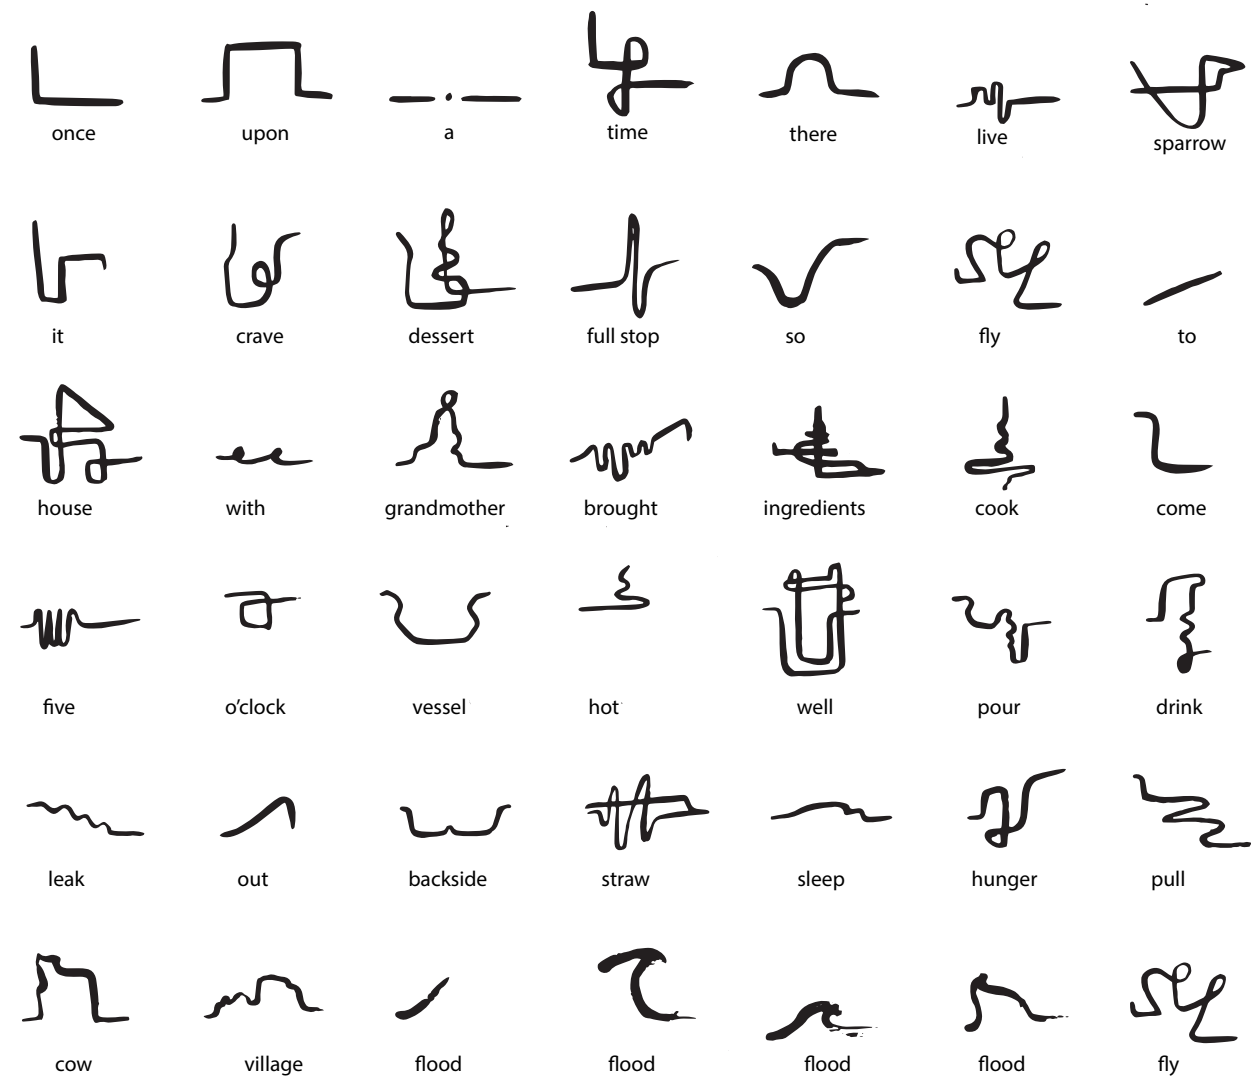 once upon a time there live sparrow
it crave dessert full stop so fly to
house with grandmother brought ingredients cook come
five o'clock vessel hot well pour drink
leak out backside straw sleep hunger pull
cow village flood flood flood flood fly